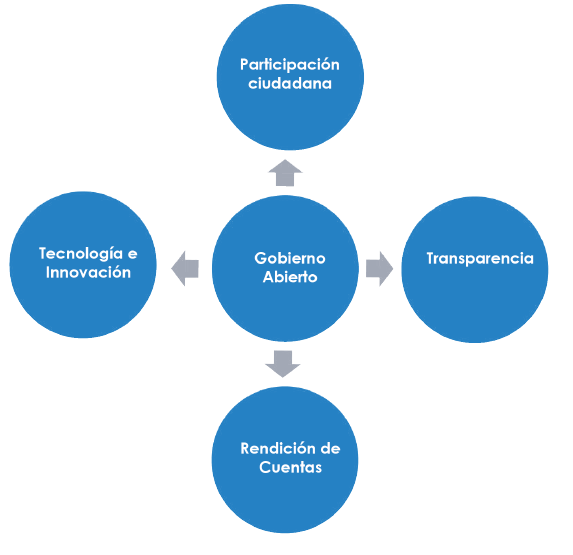 Participación
ciudadana
Tecnología e
Innovación
Gobierno
Abierto
Transparencia
Rendición de
Cuentas